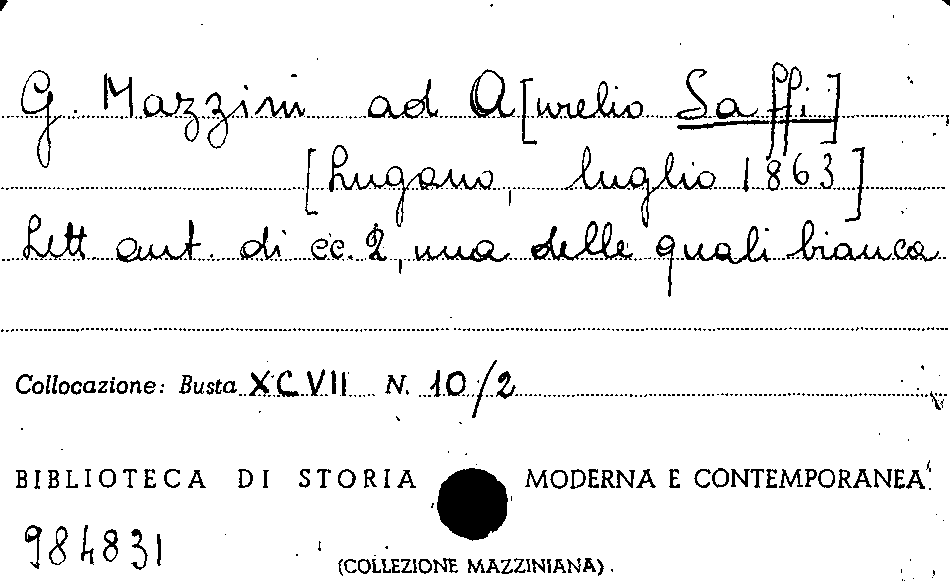 G. Mazzini ad A[urelio Saffi]
[Lugano, luglio 1863]
Lett aut. di cc. 2, una delle quali bianca
Collocazione: Busta XCVII N. 10/2
BIBLIOTECA DI STORIA MODERNA E CONTEMPORANEA
984831
(COLLEZIONE MAZZINIANA).